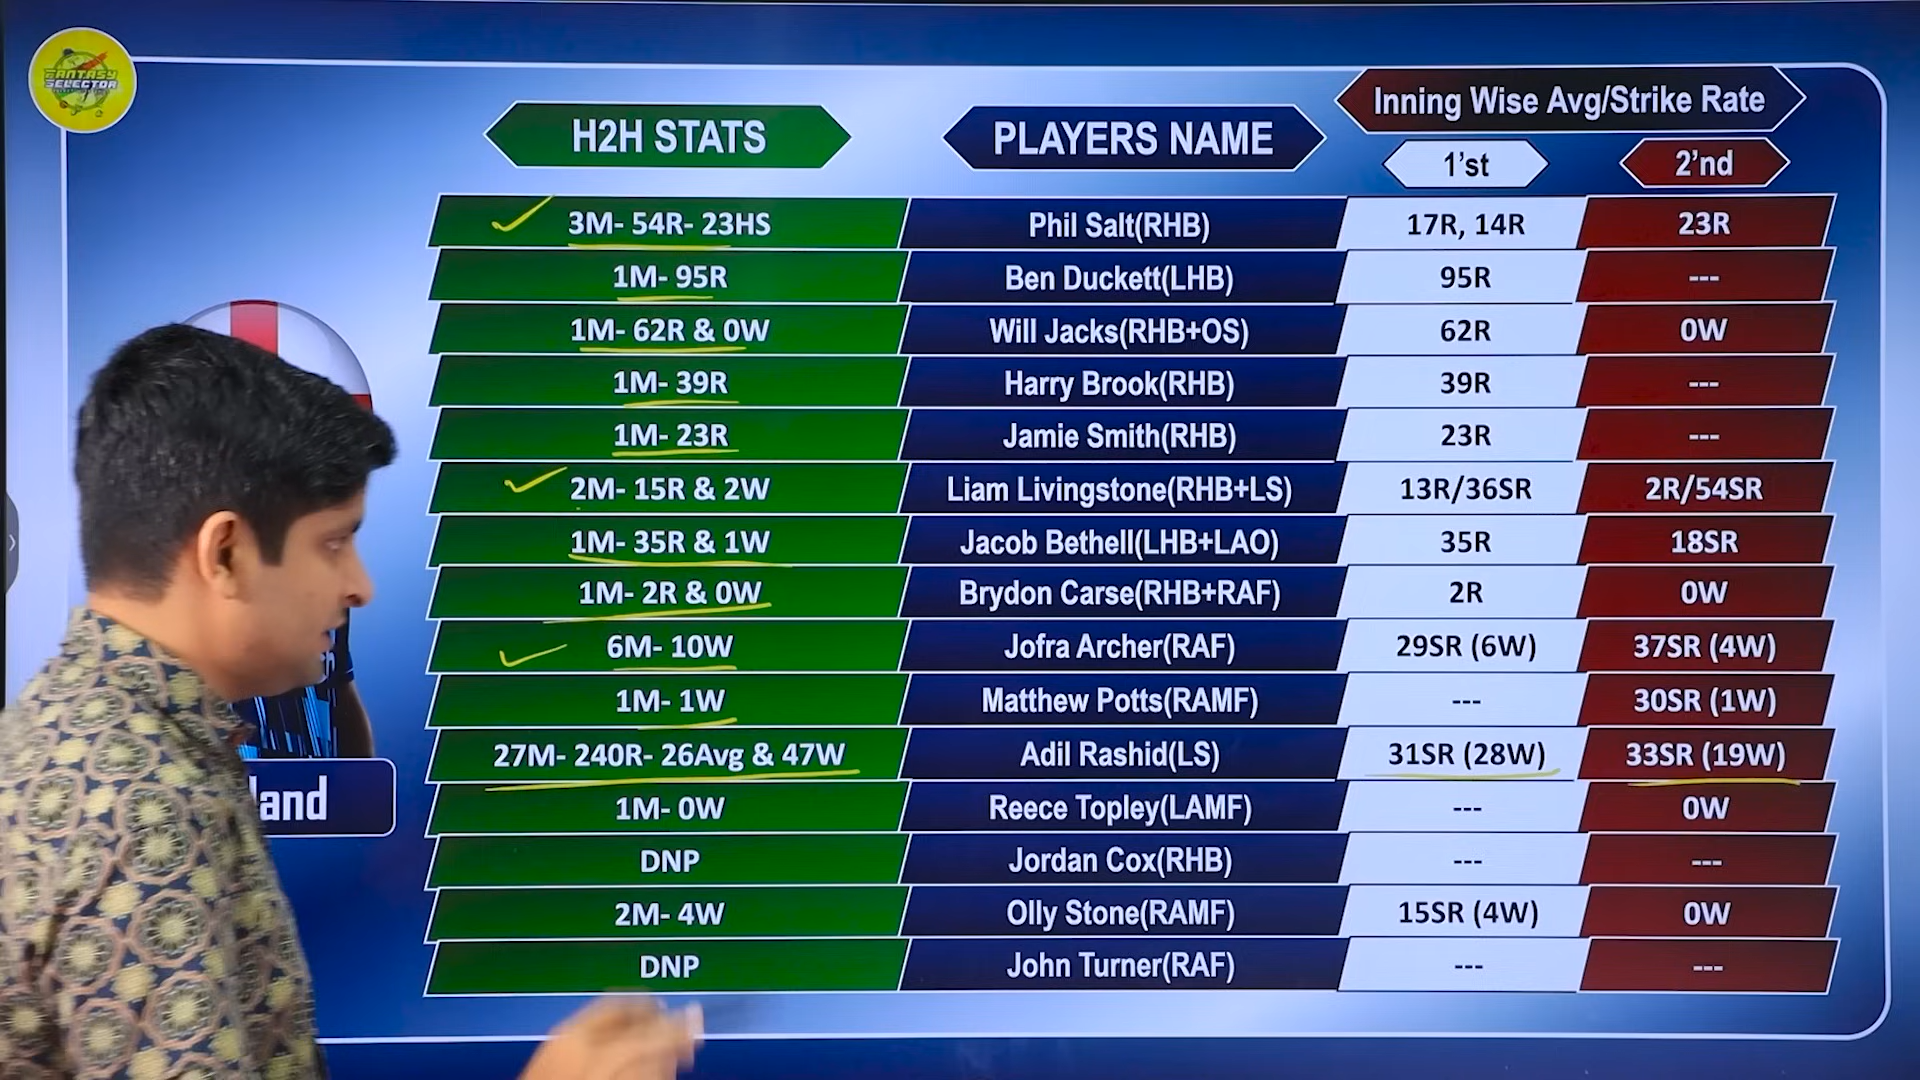 FANTASY
SELECTOR
H2H STATS
PLAYERS NAME
Inning Wise Avg/Strike Rate
1'st
2'nd
3M- 54R- 23HS Phil Salt(RHB) 17R, 14R 23R
1M- 95R Ben Duckett(LHB) 95R ---
1M- 62R & 0W Will Jacks(RHB+OS) 62R 0W
1M- 39R Harry Brook(RHB) 39R ---
1M- 23R Jamie Smith(RHB) 23R ---
2M- 15R & 2W Liam Livingstone(RHB+LS) 13R/36SR 2R/54SR
1M- 35R & 1W Jacob Bethell(LHB+LAO) 35R 18SR
1M- 2R & 0W Brydon Carse(RHB+RAF) 2R 0W
6M- 10W Jofra Archer(RAF) 29SR (6W) 37SR (4W)
1M- 1W Matthew Potts(RAMF) --- 30SR (1W)
27M- 240R- 26Avg & 47W Adil Rashid(LS) 31SR (28W) 33SR (19W)
1M- 0W Reece Topley(LAMF) --- 0W
DNP Jordan Cox(RHB) --- ---
2M- 4W Olly Stone(RAMF) 15SR (4W) 0W
DNP John Turner(RAF) --- ---
land